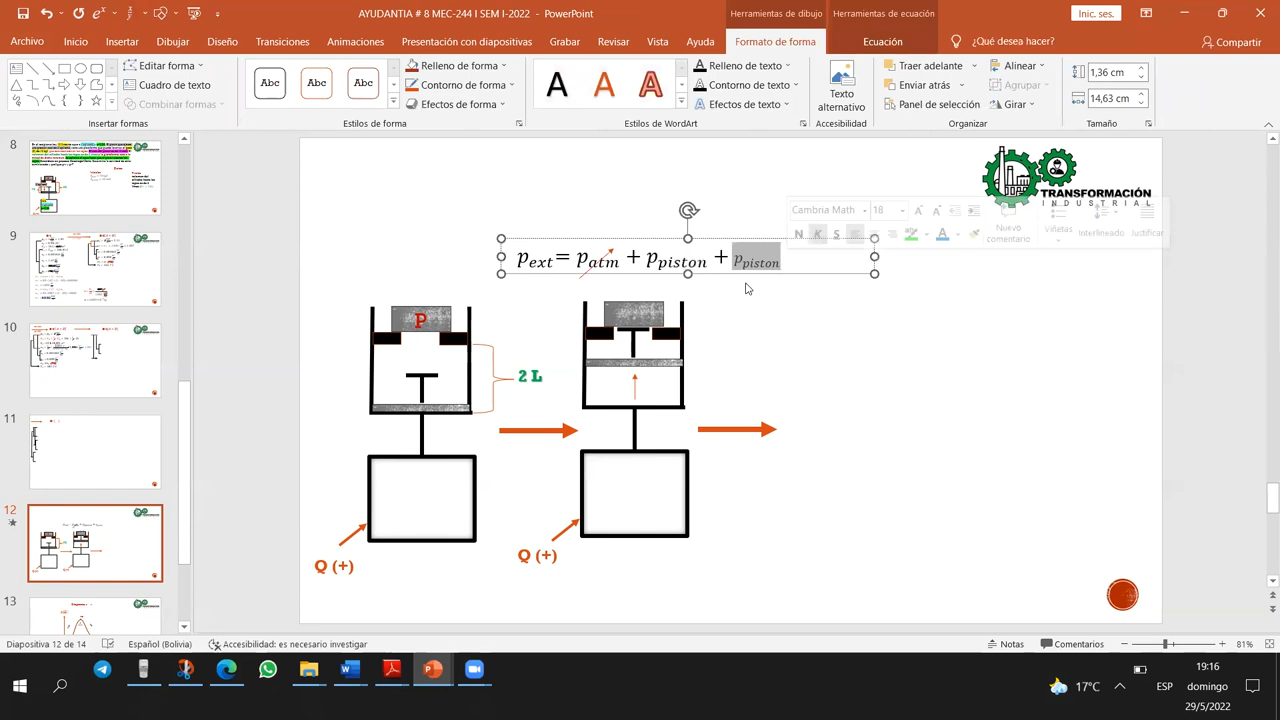 AYUDANTIA # 8 MEC-244 I SEM I-2022 - PowerPoint
Herramientas de dibujo
Herramientas de ecuación
Inic. ses.
Archivo Inicio Insertar Dibujar Diseño Transiciones Animaciones Presentación con diapositivas Grabar Revisar Vista Ayuda Formato de forma Ecuación ¿Qué desea hacer? Compartir
Editar forma
Cuadro de texto
Combinar formas
Insertar formas
Abc Abc Abc
Relleno de forma
Contorno de forma
Efectos de forma
Estilos de forma
A A A
Relleno de texto
Contorno de texto
Efectos de texto
Estilos de WordArt
Texto
alternativo
Accesibilidad
Traer adelante
Enviar atrás
Panel de selección
Alinear
Agrupar
Girar
Organizar
1,36 cm
14,63 cm
Tamaño
8
9
10
11
12
13
TRANSFORMACIÓN
INDUSTRIAL
Cambria Math 18
N K S
Nuevo
comentario
Viñetas Interlineado Justificar
p_ext= p_atm + p_piston + p_piston
P
2 L
Q (+)
Q (+)
Diapositiva 12 de 14 Español (Bolivia) Accesibilidad: es necesario investigar Notas Comentarios 81%
17°C ESP
19:16
domingo
29/5/2022